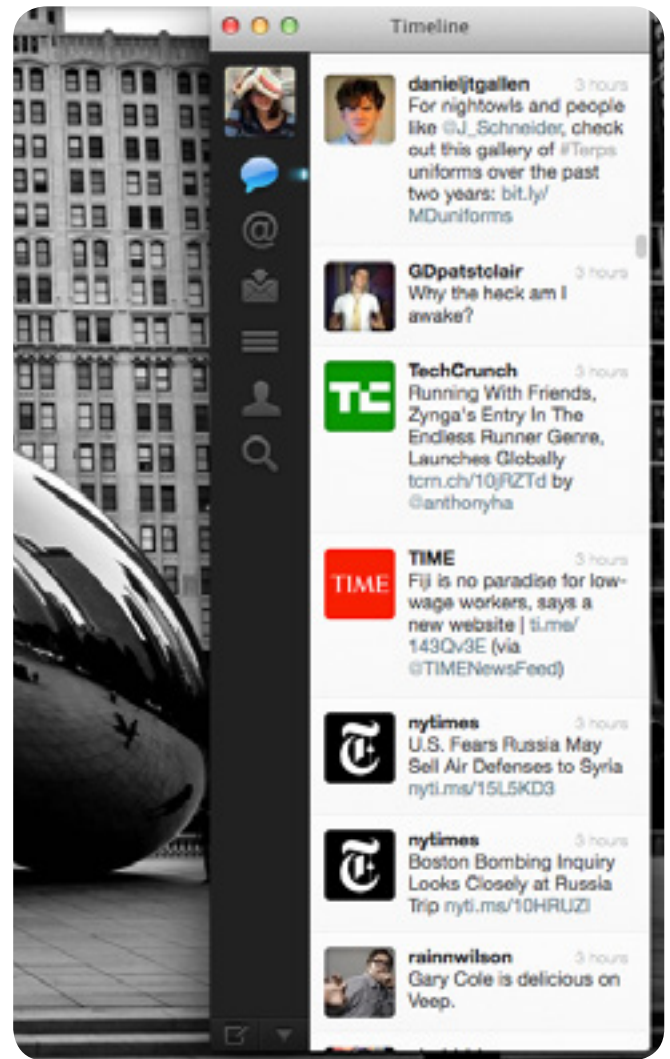 Timeline
danieljtgallen 3 hours
For nightowls and people
like @J_Schneider, check
out this gallery of #Terps
uniforms over the past
two years: bit.ly/
MDuniforms
GDpatstclair 3 hours
Why the heck am I
awake?
TechCrunch 3 hours
Running With Friends,
Zynga's Entry In The
Endless Runner Genre,
Launches Globally
tcrn.ch/10jRZTd by
@anthonyha
TIME
TIME 3 hours
Fiji is no paradise for low-
wage workers, says a
new website | ti.me/
143Qv3E (via
@TIMENewsFeed)
nytimes 3 hours
U.S. Fears Russia May
Sell Air Defenses to Syria
nyti.ms/15L5KD3
nytimes 3 hours
Boston Bombing Inquiry
Looks Closely at Russia
Trip nyti.ms/10HRUZl
rainnwilson 3 hours
Gary Cole is delicious on
Veep.